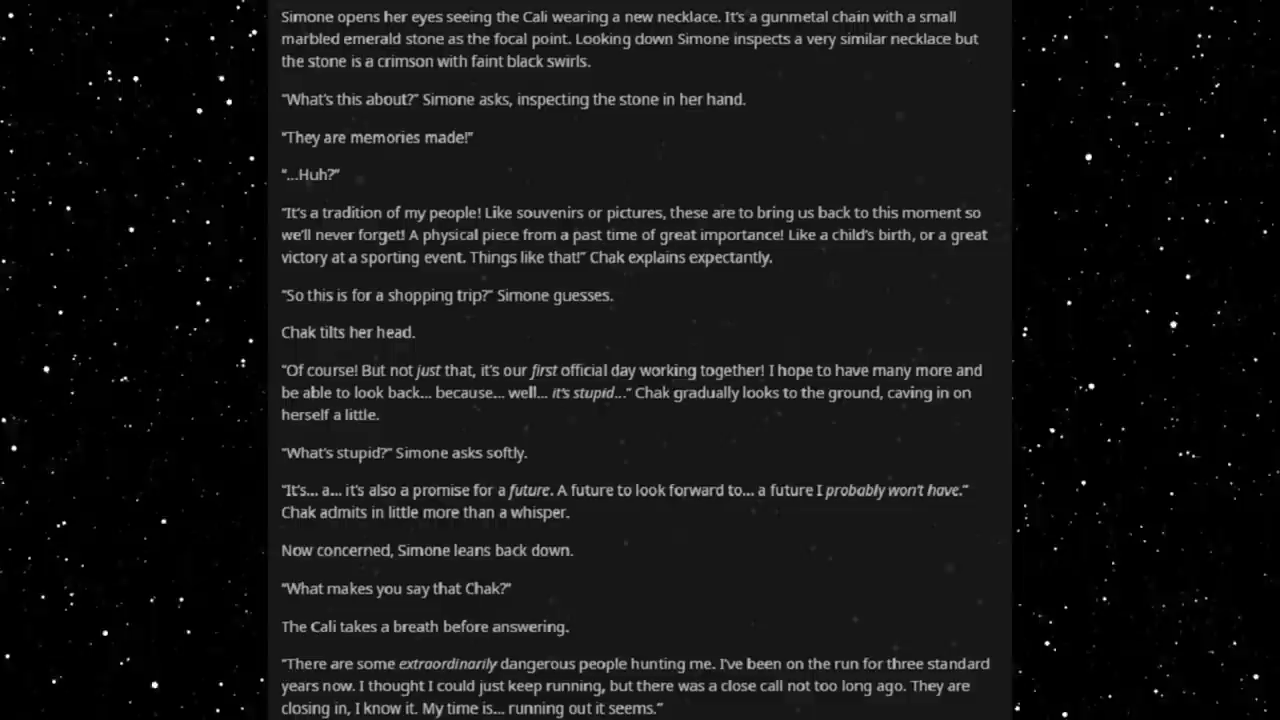 Simone opens her eyes seeing the Cali wearing a new necklace. It's a gunmetal chain with a small
marbled emerald stone as the focal point. Looking down Simone inspects a very similar necklace but
the stone is a crimson with faint black swirls.
"What's this about?" Simone asks, inspecting the stone in her hand.
"They are memories made!"
"...Huh?"
"It's a tradition of my people! Like souvenirs or pictures, these are to bring us back to this moment so
we'll never forget! A physical piece from a past time of great importance! Like a child's birth, or a great
victory at a sporting event. Things like that!" Chak explains expectantly.
"So this is for a shopping trip?" Simone guesses.
Chak tilts her head.
"Of course! But not just that, it's our first official day working together! I hope to have many more and
be able to look back... because... well... it's stupid..." Chak gradually looks to the ground, caving in on
herself a little.
"What's stupid?" Simone asks softly.
"It's... a... it's also a promise for a future. A future to look forward to... a future I probably won't have."
Chak admits in little more than a whisper.
Now concerned, Simone leans back down.
"What makes you say that Chak?"
The Cali takes a breath before answering.
"There are some extraordinarily dangerous people hunting me. I've been on the run for three standard
years now. I thought I could just keep running, but there was a close call not too long ago. They are
closing in, I know it. My time is... running out it seems."